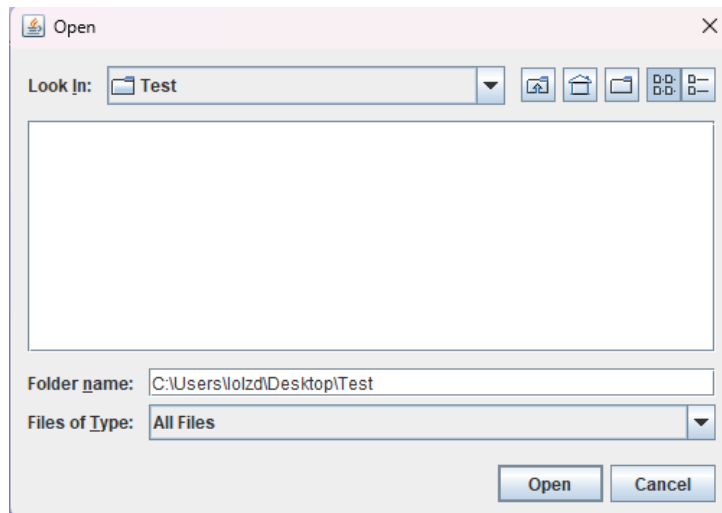 Open
Look In: Test
Folder name: C:\Users\lolzd\Desktop\Test
Files of Type: All Files
Open Cancel